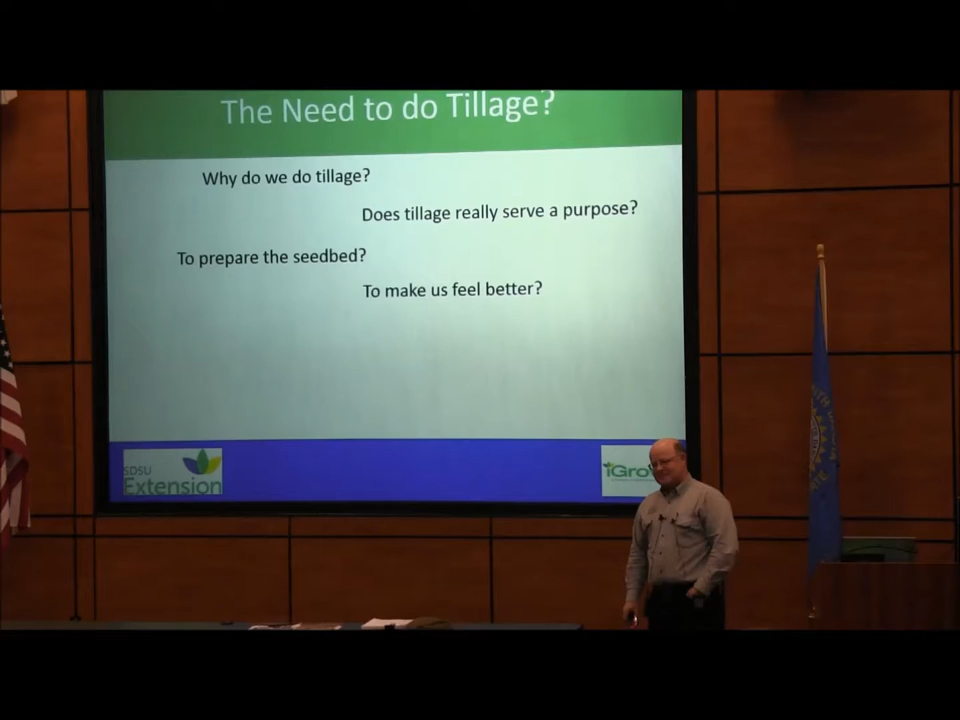 The Need to do Tillage?
Why do we do tillage?
Does tillage really serve a purpose?
To prepare the seedbed?
To make us feel better?
SDSU
Extension
iGro